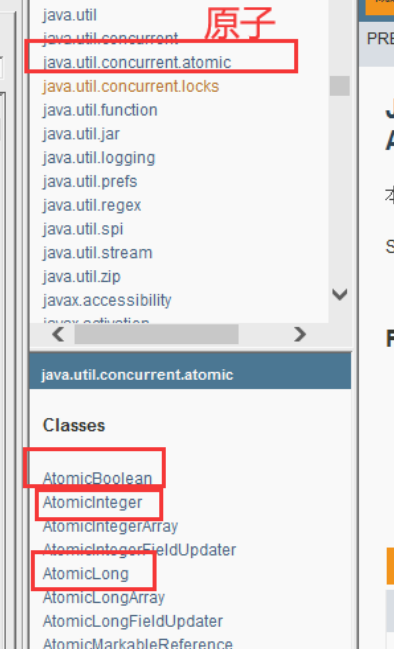 java.util
原子
java.util.concurrent
java.util.concurrent.atomic
java.util.concurrent.locks
java.util.function
java.util.jar
java.util.logging
java.util.prefs
java.util.regex
java.util.spi
java.util.stream
java.util.zip
javax.accessibility
javax.activation
java.util.concurrent.atomic
Classes
AtomicBoolean
AtomicInteger
AtomicIntegerArray
AtomicIntegerFieldUpdater
AtomicLong
AtomicLongArray
AtomicLongFieldUpdater
AtomicMarkableReference
PRE